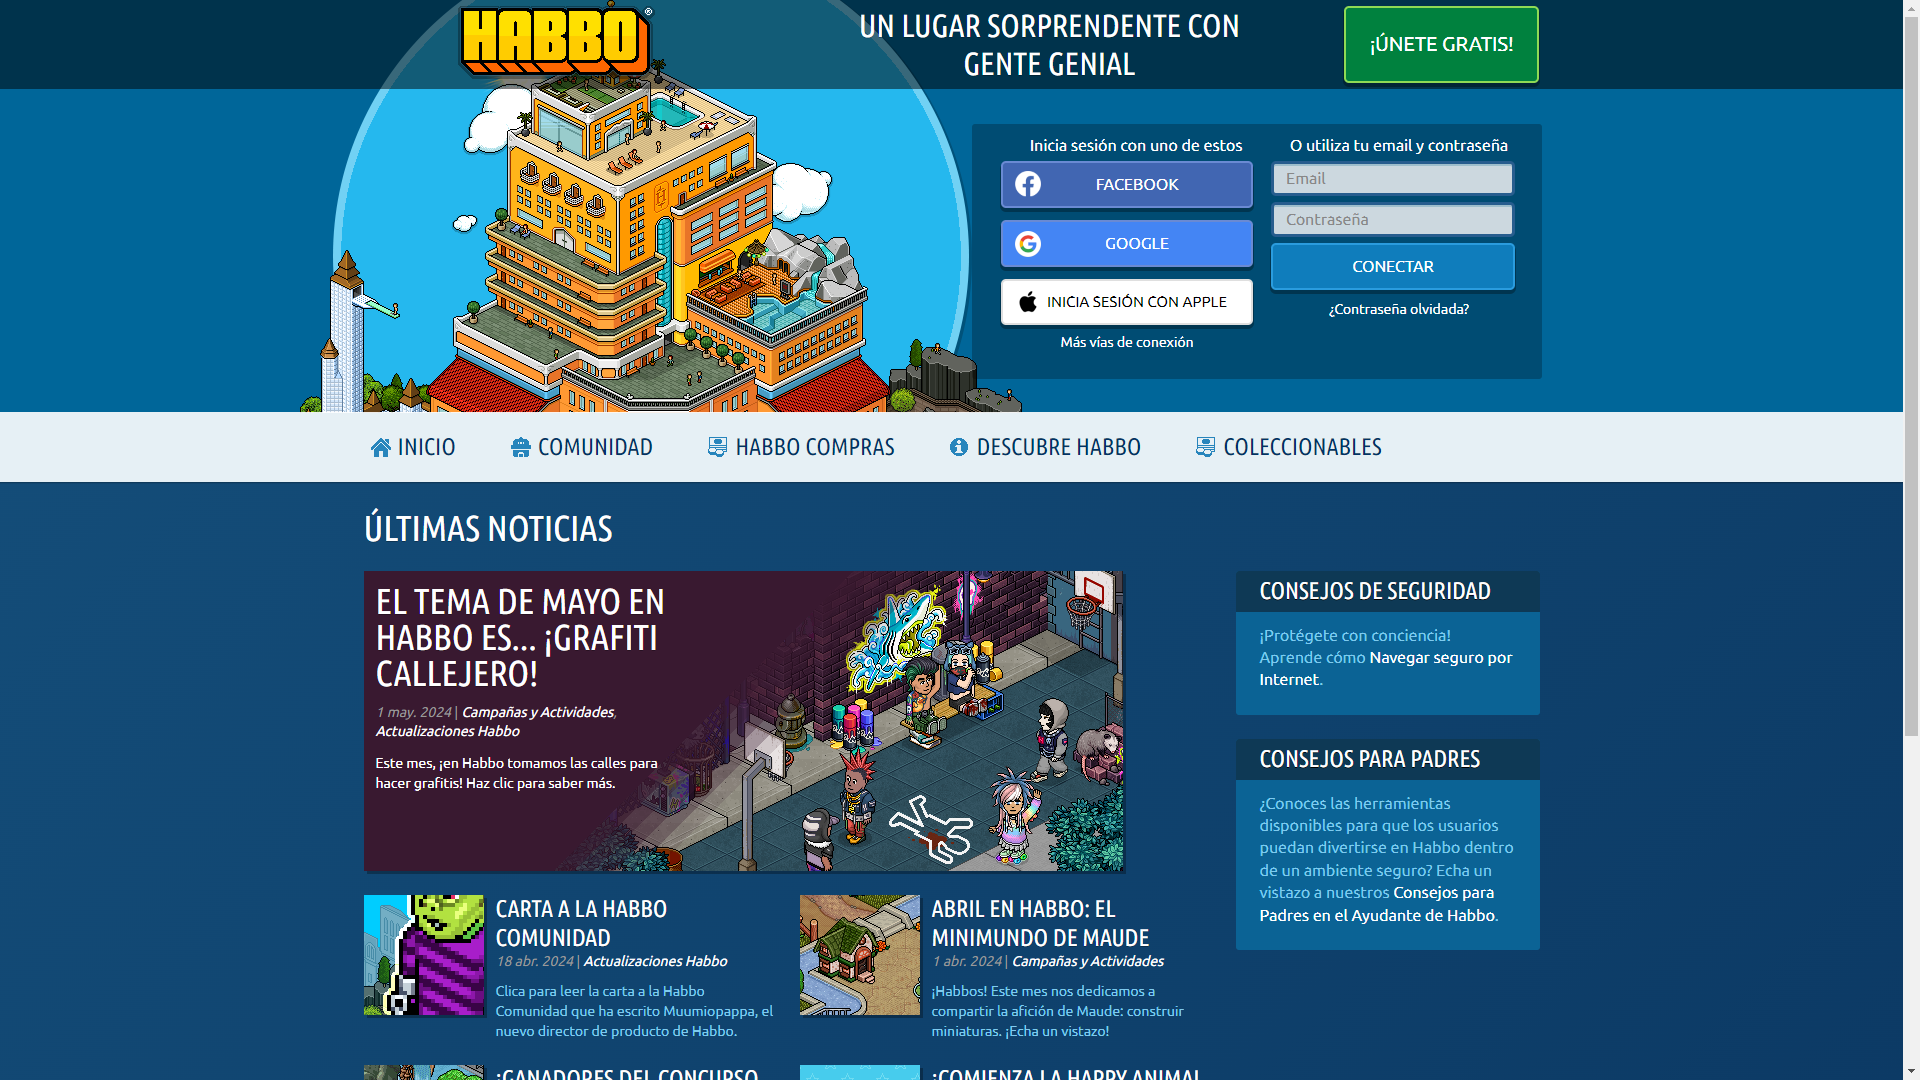 HABBO
®
UN LUGAR SORPRENDENTE CON
GENTE GENIAL
¡ÚNETE GRATIS!
Inicia sesión con uno de estos
FACEBOOK
GOOGLE
INICIA SESIÓN CON APPLE
Más vías de conexión
O utiliza tu email y contraseña
Email
Contraseña
CONECTAR
¿Contraseña olvidada?
INICIO
COMUNIDAD
HABBO COMPRAS
DESCUBRE HABBO
COLECCIONABLES
ÚLTIMAS NOTICIAS
EL TEMA DE MAYO EN
HABBO ES... ¡GRAFITI
CALLEJERO!
1 may. 2024 | Campañas y Actividades,
Actualizaciones Habbo
Este mes, ¡en Habbo tomamos las calles para
hacer grafitis! Haz clic para saber más.
CARTA A LA HABBO
COMUNIDAD
18 abr. 2024 | Actualizaciones Habbo
Clica para leer la carta a la Habbo
Comunidad que ha escrito Muumiopappa, el
nuevo director de producto de Habbo.
ABRIL EN HABBO: EL
MINIMUNDO DE MAUDE
1 abr. 2024 | Campañas y Actividades
¡Habbos! Este mes nos dedicamos a
compartir la afición de Maude: construir
miniaturas. ¡Echa un vistazo!
¡GANADORES DEL CONCURSO
¡COMIENZA LA HAPPY ANIMAL
CONSEJOS DE SEGURIDAD
¡Protégete con conciencia!
Aprende cómo Navegar seguro por
Internet.
CONSEJOS PARA PADRES
¿Conoces las herramientas
disponibles para que los usuarios
puedan divertirse en Habbo dentro
de un ambiente seguro? Echa un
vistazo a nuestros Consejos para
Padres en el Ayudante de Habbo.